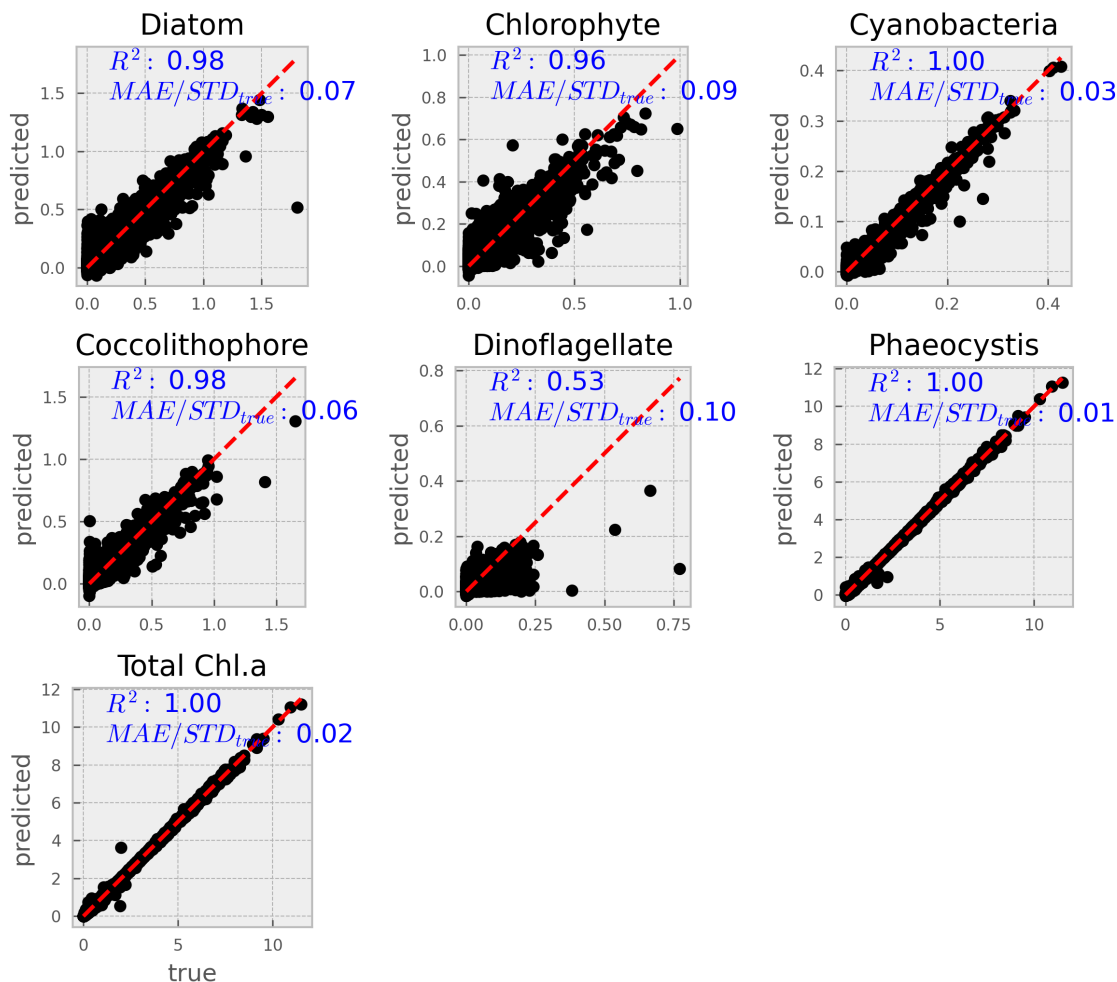 Diatom
R²: 0.98
MAE/STD_true: 0.07
predicted
1.5
1.0
0.5
0.0
0.0 0.5 1.0 1.5
Chlorophyte
R²: 0.96
MAE/STD_true: 0.09
predicted
1.0
0.8
0.6
0.4
0.2
0.0
0.0 0.5 1.0
Cyanobacteria
R²: 1.00
MAE/STD_true: 0.03
predicted
0.4
0.3
0.2
0.1
0.0
0.0 0.2 0.4
Coccolithophore
R²: 0.98
MAE/STD_true: 0.06
predicted
1.5
1.0
0.5
0.0
0.0 0.5 1.0 1.5
Dinoflagellate
R²: 0.53
MAE/STD_true: 0.10
predicted
0.8
0.6
0.4
0.2
0.0
0.00 0.25 0.50 0.75
Phaeocystis
R²: 1.00
MAE/STD_true: 0.01
predicted
12
10
8
6
4
2
0
0 5 10
Total Chl.a
R²: 1.00
MAE/STD_true: 0.02
predicted
12
10
8
6
4
2
0
0 5 10
true